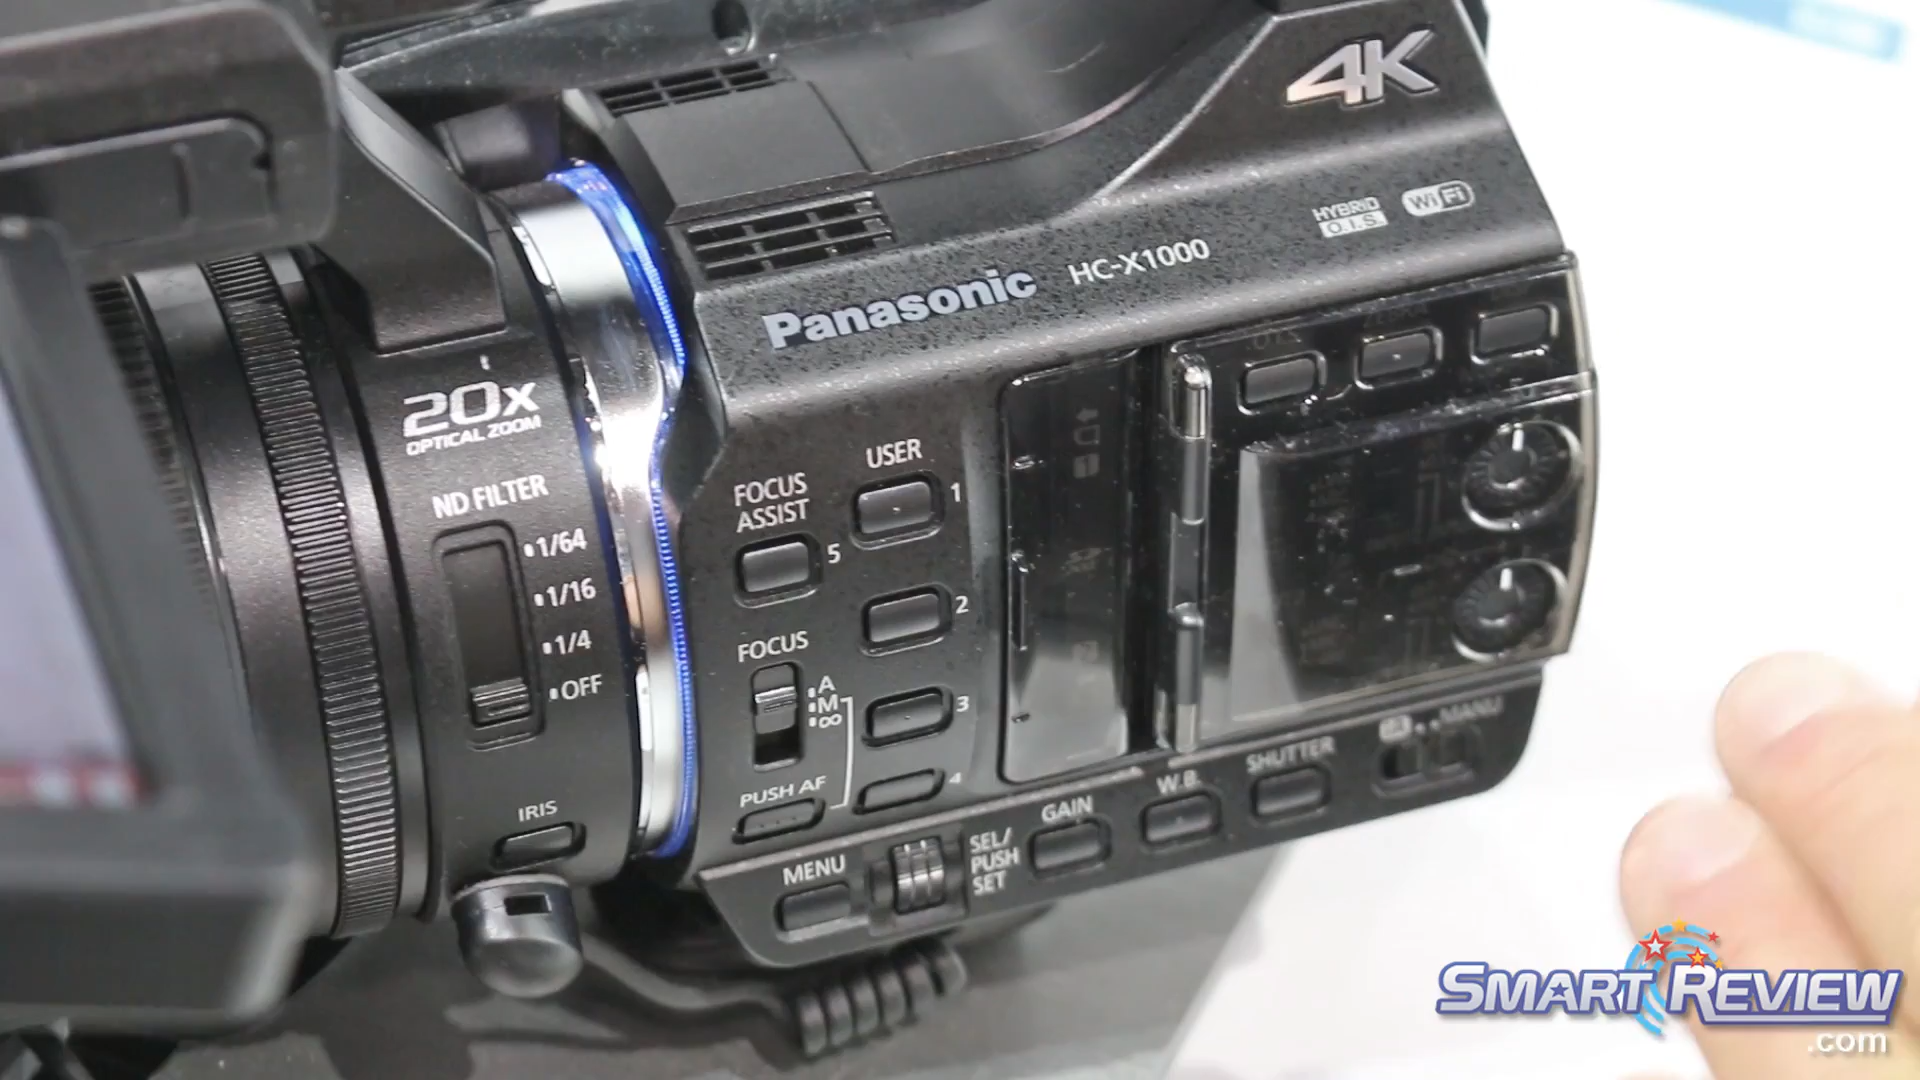 4K
HYBRID
O.I.S.
WiFi
Panasonic HC-X1000
20x
OPTICAL ZOOM
ND FILTER
1/64
1/16
1/4
OFF
IRIS
USER
1
2
3
4
FOCUS
ASSIST
5
FOCUS
A
M
∞
PUSH AF
MENU
SEL/
PUSH
SET
GAIN
W.B.
SHUTTER
MANU
SMART REVIEW
.com